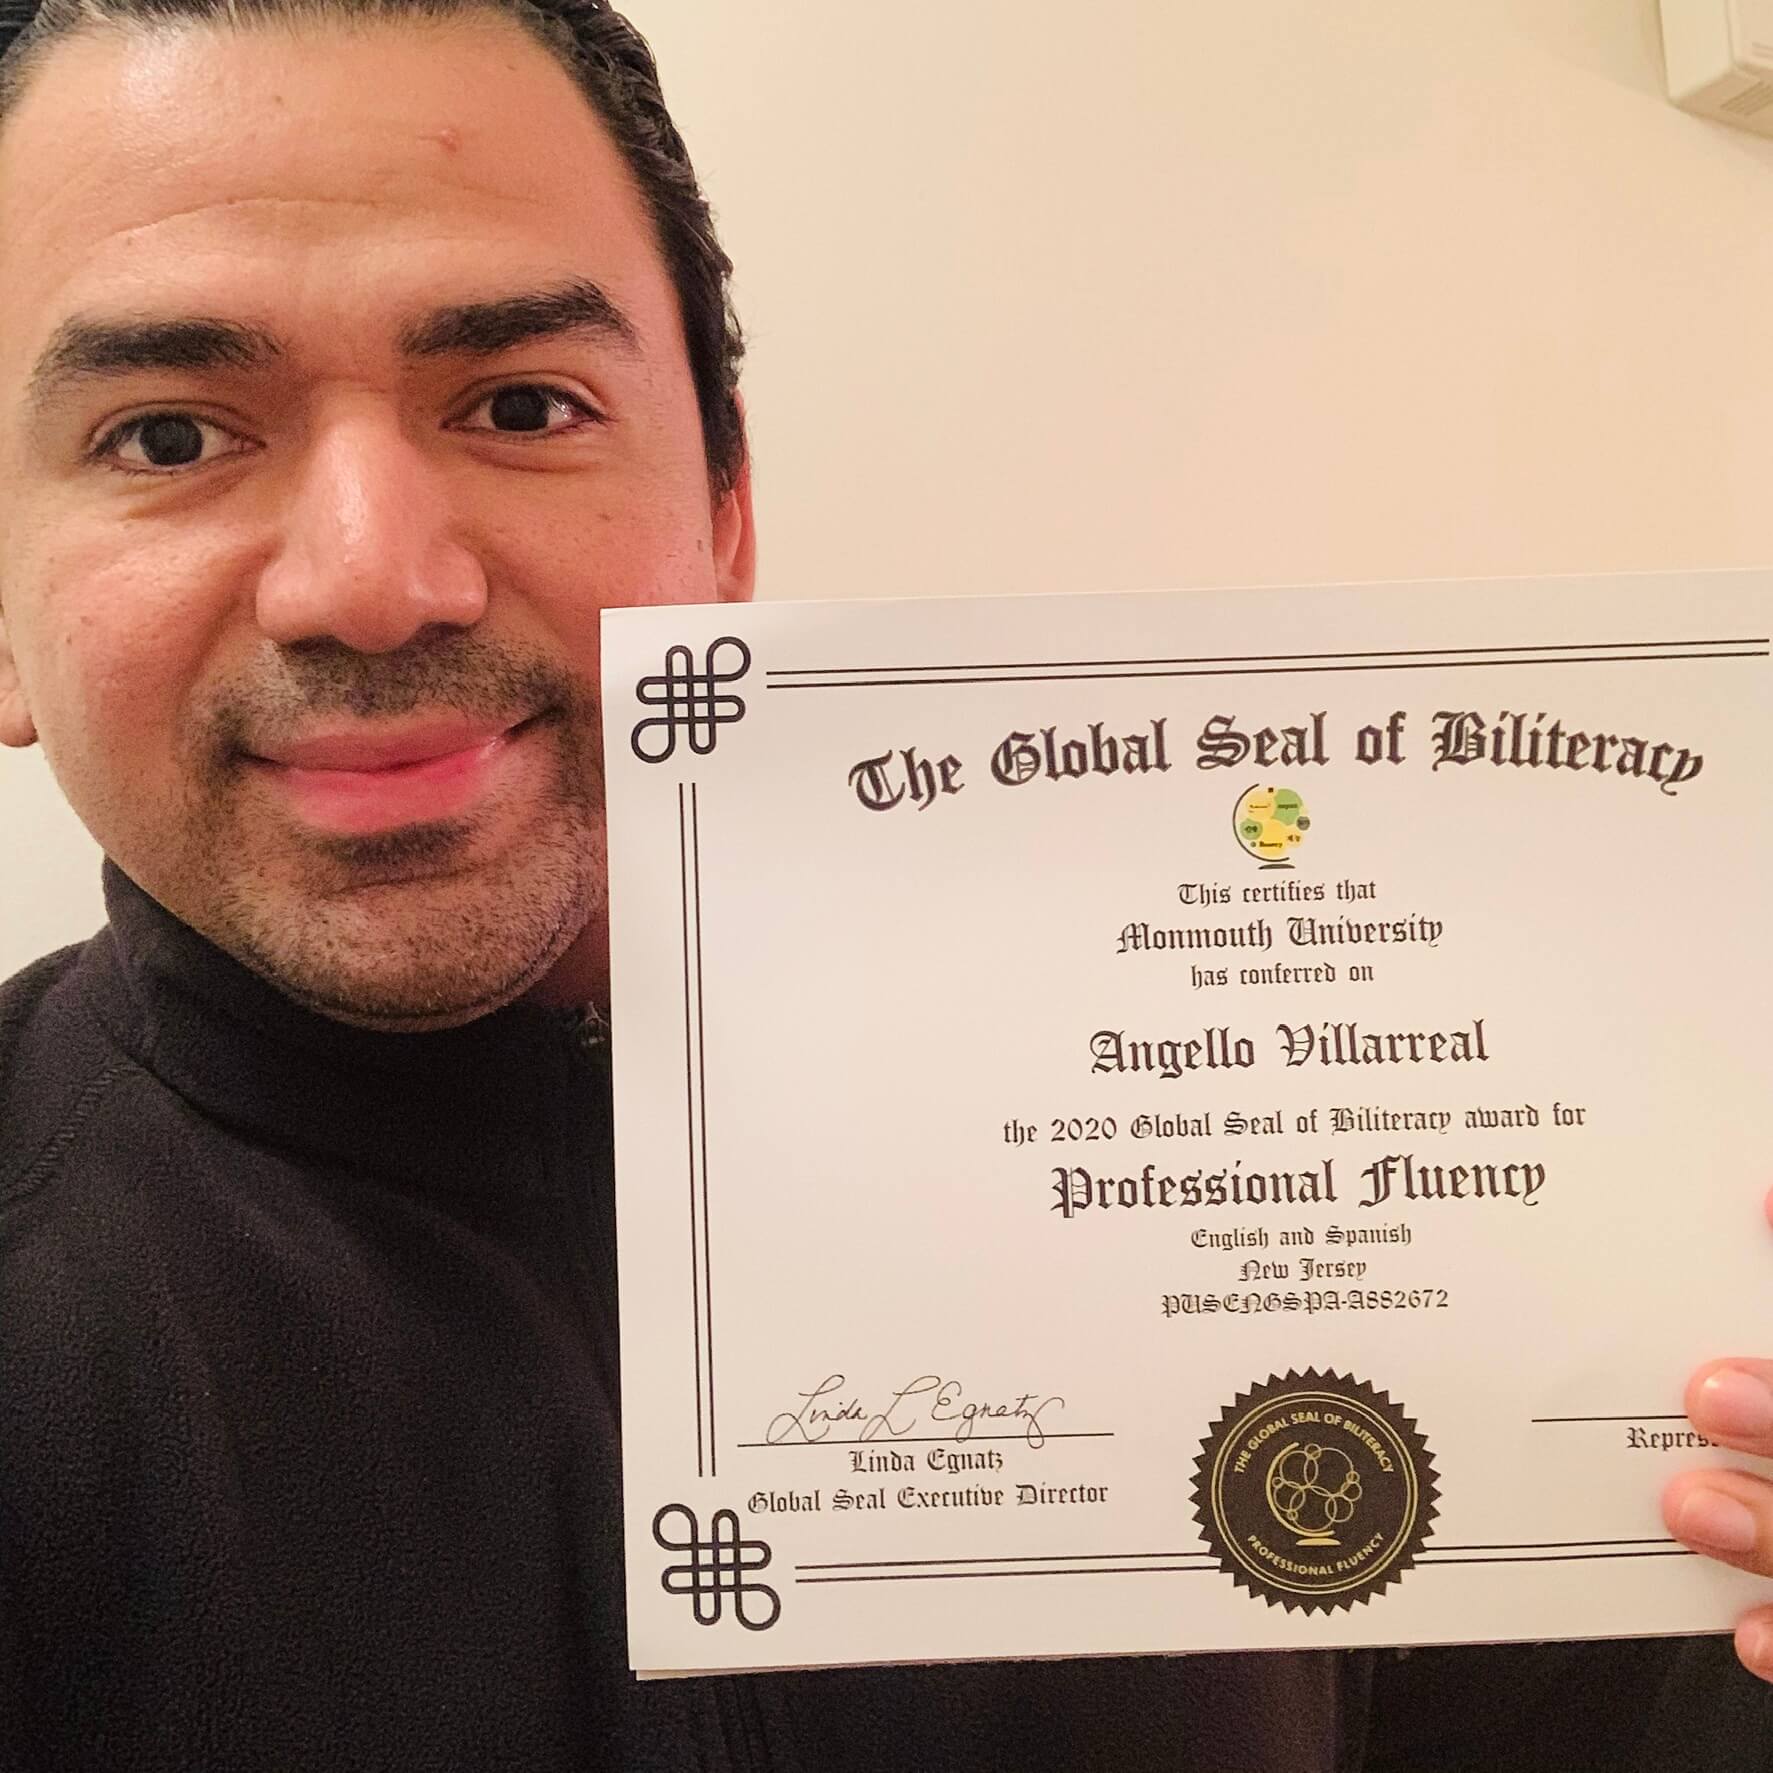 The Global Seal of Biliteracy
This certifies that
Monmouth University
has conferred on
Angello Villarreal
the 2020 Global Seal of Biliteracy award for
Professional Fluency
English and Spanish
New Jersey
PUSENGSPA-A882672
Linda L Egnatz
Linda Egnatz
Global Seal Executive Director
THE GLOBAL SEAL OF BILITERACY
PROFESSIONAL FLUENCY
Repres